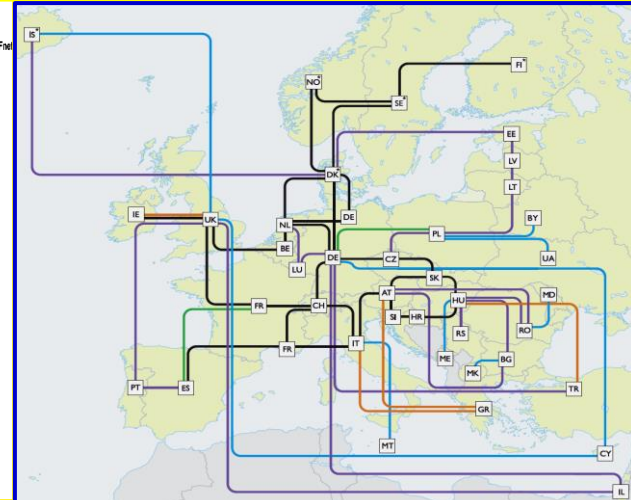 Fnet
IS*
FI*
NO*
SE*
EE
LV
DK*
LT
IE
UK
NL
DE
BY
PL
BE
DE
CZ
UA
LU
SK
AT
MD
HU
FR
CH
SI
HR
RS
RO
FR
IT
ME
BG
MK
PT
ES
TR
GR
MT
CY
IL